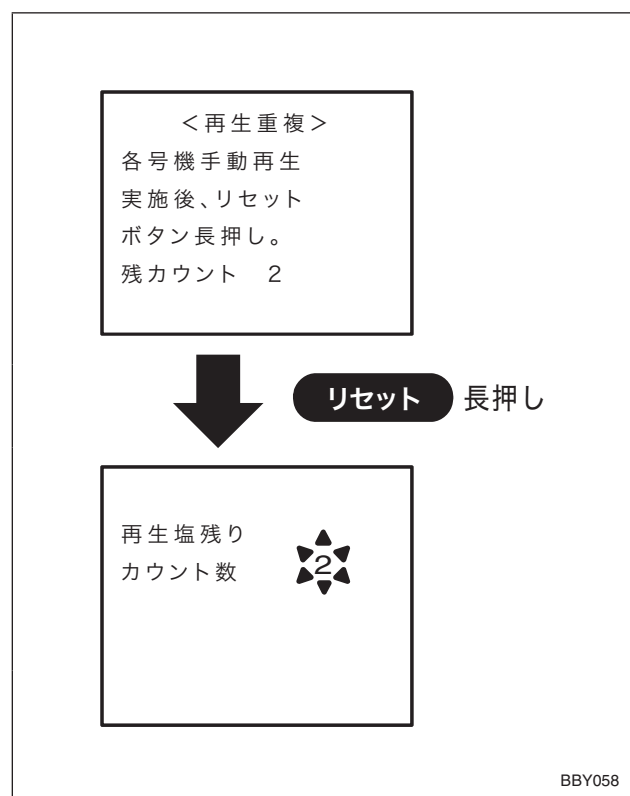 ＜再生重複＞
各号機手動再生
実施後、リセット
ボタン長押し。
残カウント　2
リセット 長押し
再生塩残り
カウント数　2
BBY058